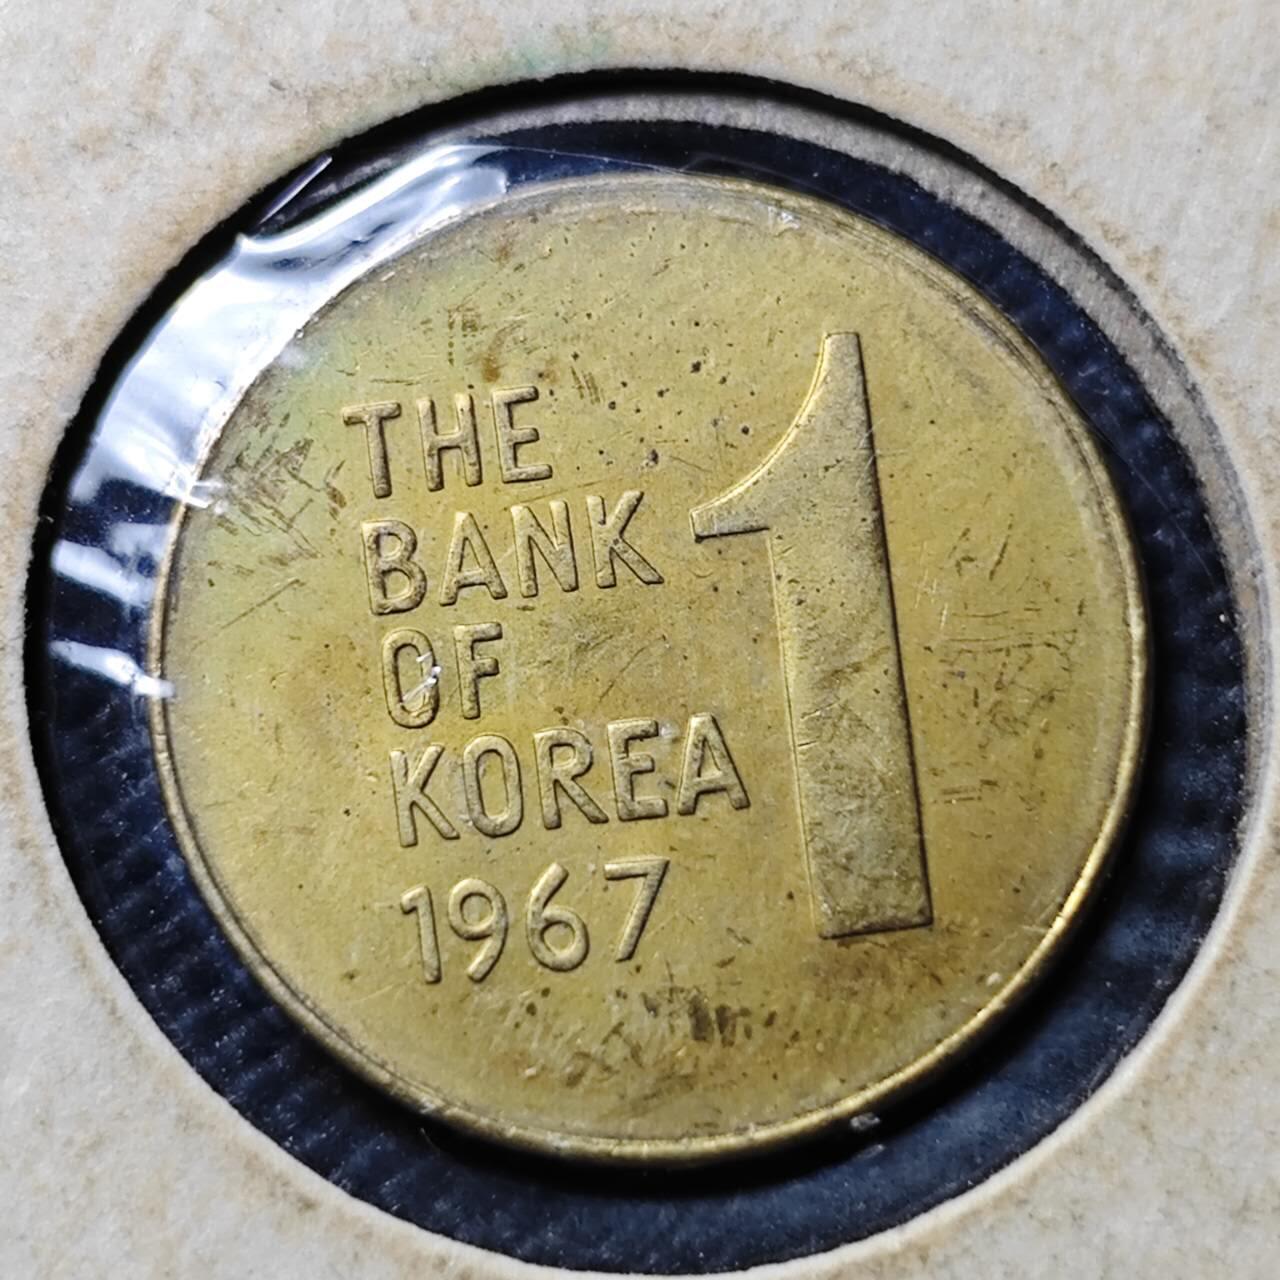 THE
BANK
OF
KOREA
1967
1